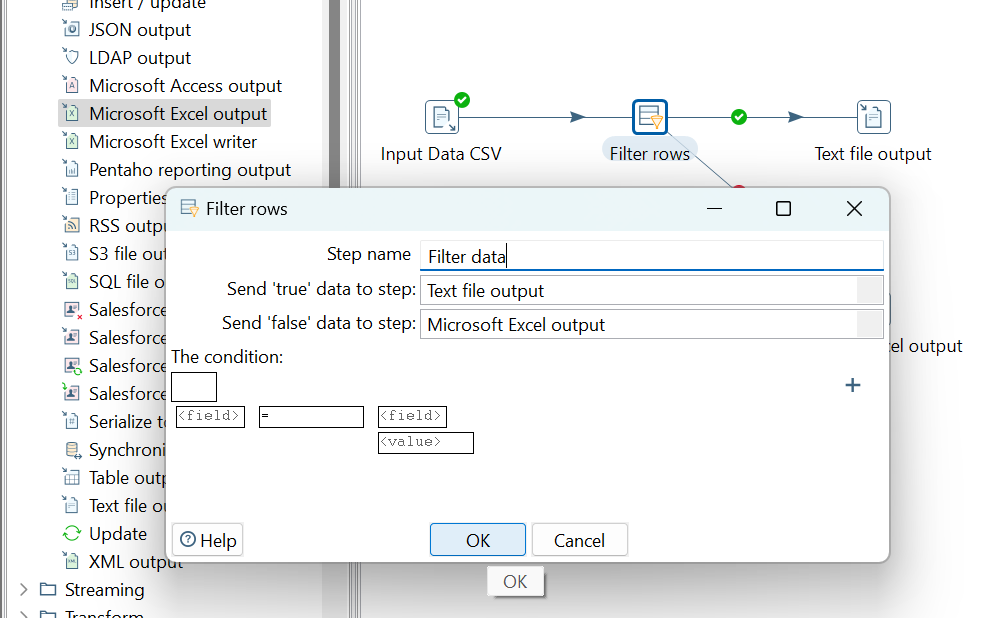 Insert / update
JSON output
LDAP output
Microsoft Access output
Microsoft Excel output
Microsoft Excel writer
Pentaho reporting output
Properties
RSS outpu
S3 file out
SQL file o
Salesforce
Salesforce
Salesforce
Salesforce
Serialize to
Synchroni
Table outp
Text file ou
Update
XML output
Streaming
Transform
Input Data CSV
Filter rows
Text file output
cel output
Filter rows
Step name
Filter data
Send 'true' data to step:
Text file output
Send 'false' data to step:
Microsoft Excel output
The condition:
+
<field>
=
<field>
<value>
Help
OK
Cancel
OK